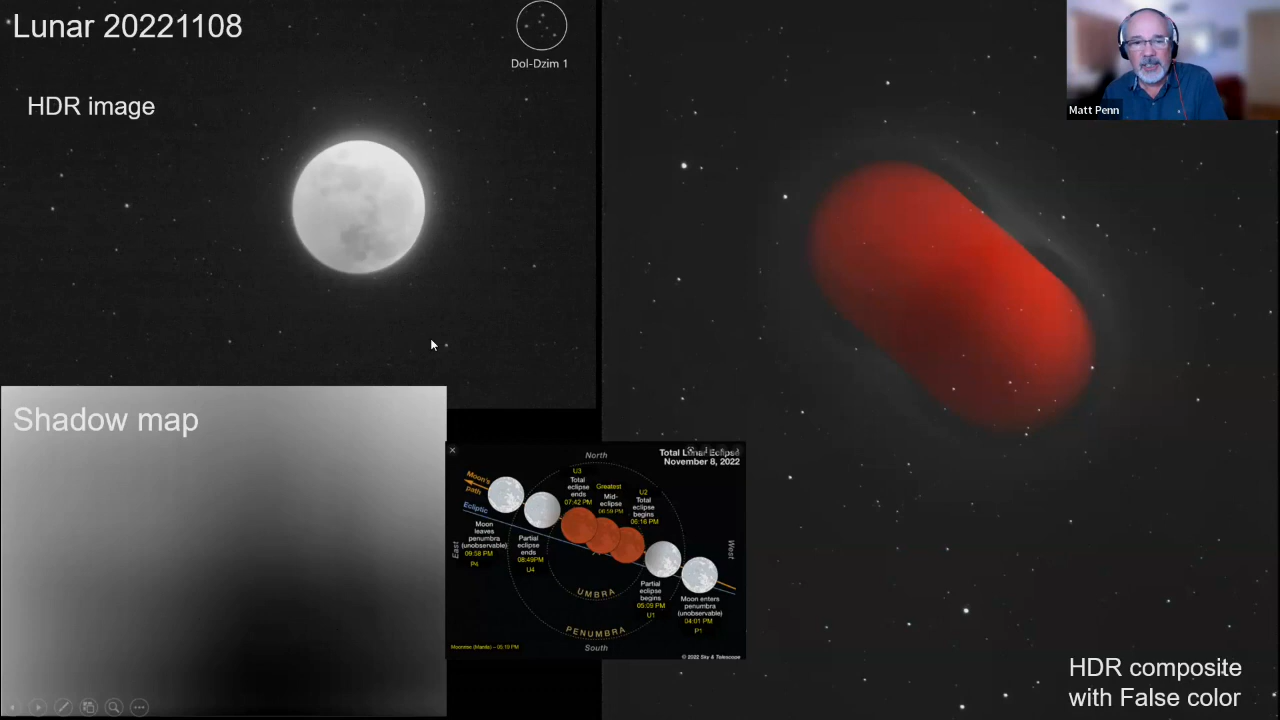 Lunar 20221108
Dol-Dzim 1
HDR image
Matt Penn
Shadow map
Total Lunar Eclipse
November 8, 2022
North
U3
Total
eclipse
ends
07:42 PM
Greatest
Mid-
eclipse
06:59 PM
U2
Total
eclipse
begins
06:16 PM
Moon's
path
Ecliptic
Moon
leaves
penumbra
(unobservable)
09:58 PM
P4
East
Partial
eclipse
ends
08:49PM
U4
West
Partial
eclipse
begins
05:09 PM
U1
Moon enters
penumbra
(unobservable)
04:01 PM
P1
UMBRA
PENUMBRA
South
© 2022 Sky & Telescope
HDR composite
with False color